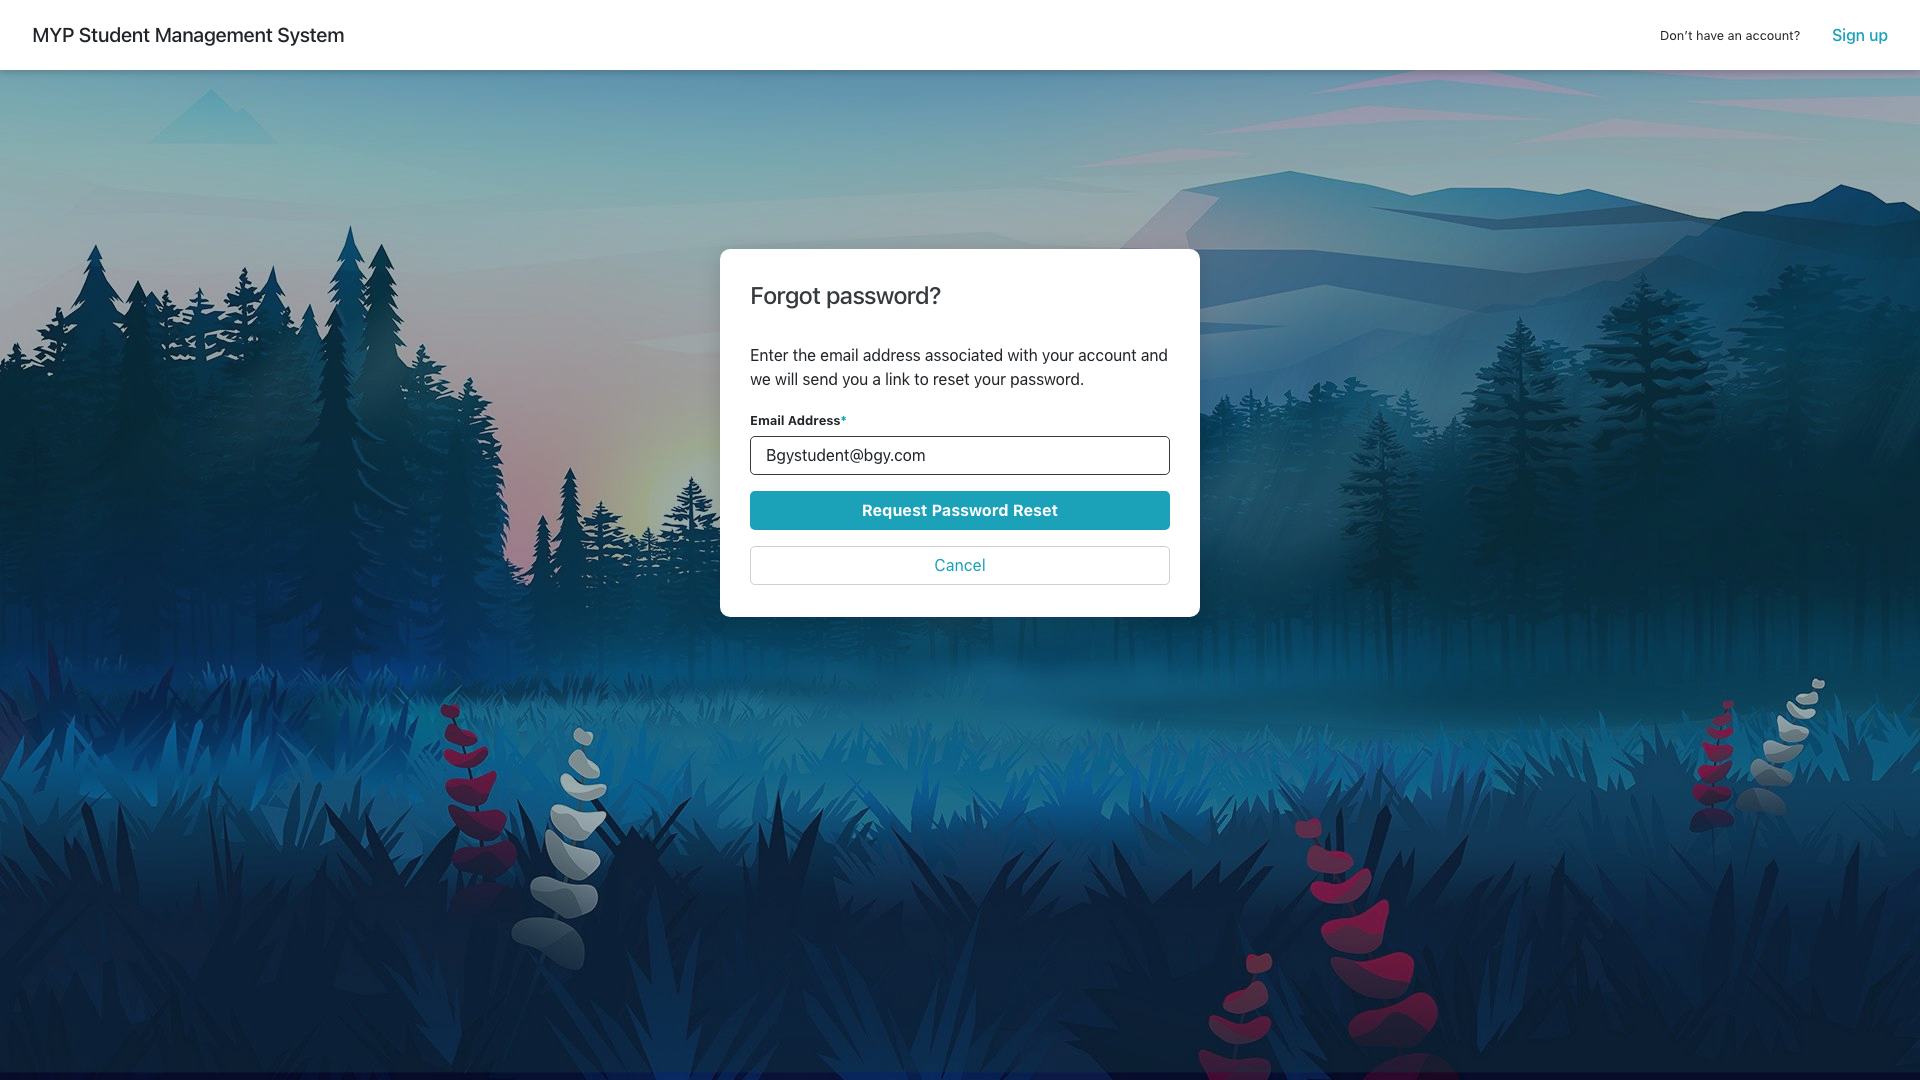 MYP Student Management System
Don't have an account?
Sign up
Forgot password?
Enter the email address associated with your account and
we will send you a link to reset your password.
Email Address*
Bgystudent@bgy.com
Request Password Reset
Cancel